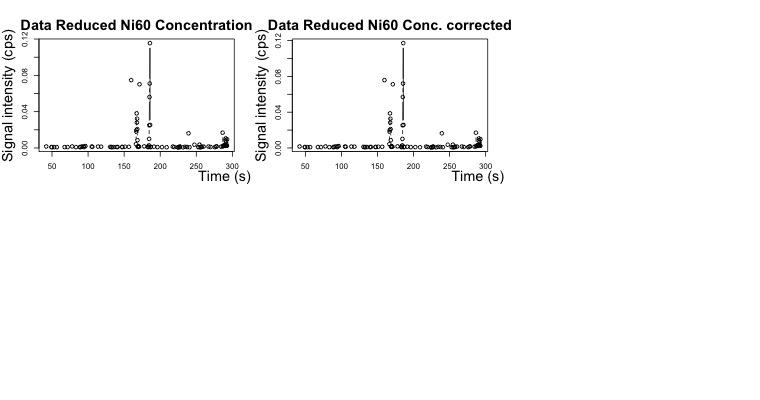 Data Reduced Ni60 Concentration
Signal intensity (cps)
0.12
0.08
0.04
0.00
50 100 150 200 250 300
Time (s)
Data Reduced Ni60 Conc. corrected
Signal intensity (cps)
0.12
0.08
0.04
0.00
50 100 150 200 250 300
Time (s)